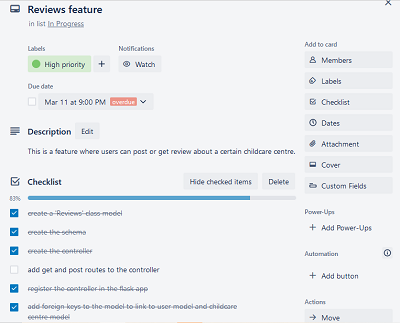 Reviews feature
in list In Progress
Labels
Notifications
High priority
+
Watch
Due date
Mar 11 at 9:00 PM overdue
Description
Edit
This is a feature where users can post or get review about a certain childcare centre.
Checklist
Hide checked items
Delete
83%
create a 'Reviews' class model
create the schema
create the controller
add get and post routes to the controller
register the controller in the flask app
add foreign keys to the model to link to user model and childcare
centre model
Add to card
Members
Labels
Checklist
Dates
Attachment
Cover
Custom Fields
Power-Ups
+ Add Power-Ups
Automation
+ Add button
Actions
Move